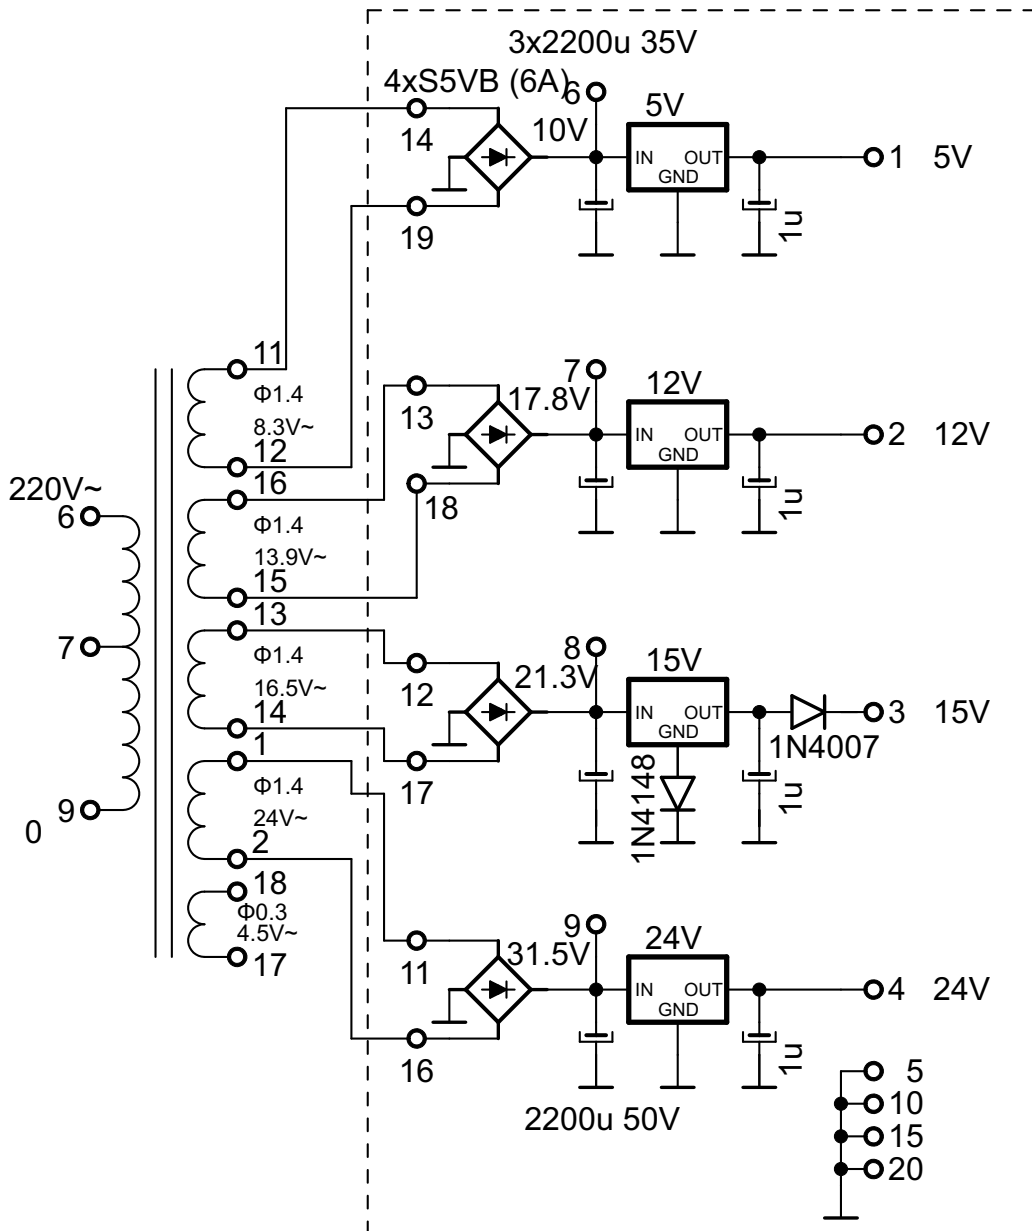 3x2200u 35V
4xS5VB (6A)
6
14
10V
5V
IN OUT
GND
1 5V
19
1u
11
Φ1.4
8.3V~
12
7
13
17.8V
12V
IN OUT
GND
2 12V
16
18
1u
220V~
6
Φ1.4
13.9V~
15
13
7
Φ1.4
16.5V~
14
8
12
21.3V
15V
IN OUT
GND
3 15V
1N4007
17
1N4148
1u
1
Φ1.4
24V~
2
9
0
18
Φ0.3
4.5V~
17
9
11
31.5V
24V
IN OUT
GND
4 24V
16
1u
2200u 50V
5
10
15
20